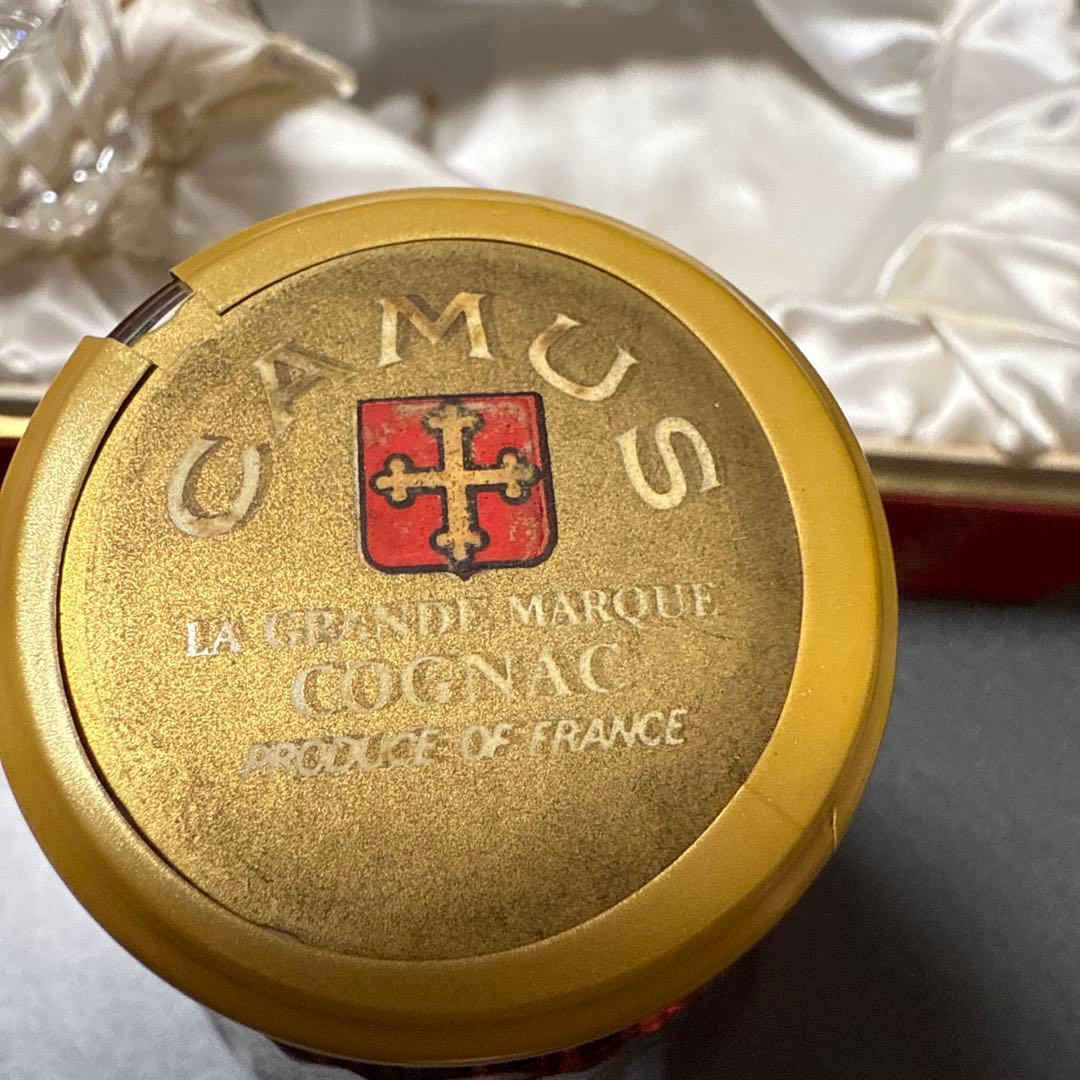 CAMUS
LA GRANDE MARQUE
COGNAC
PRODUCE OF FRANCE